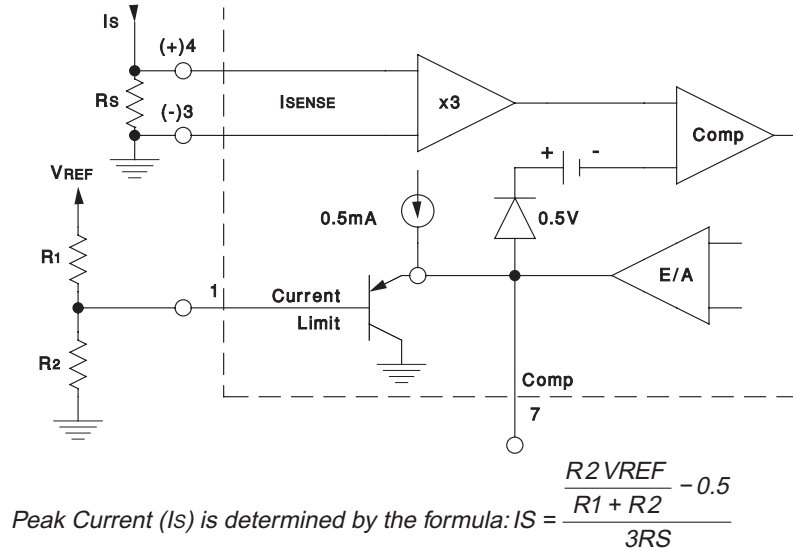 Is
(+)4
Rs
ISENSE
x3
(-)3
Comp
VREF
+ -
0.5mA
0.5V
R1
E/A
1
Current
Limit
R2
Comp
7
Peak Current (Is) is determined by the formula: IS = (R2 VREF / (R1 + R2) − 0.5) / 3RS